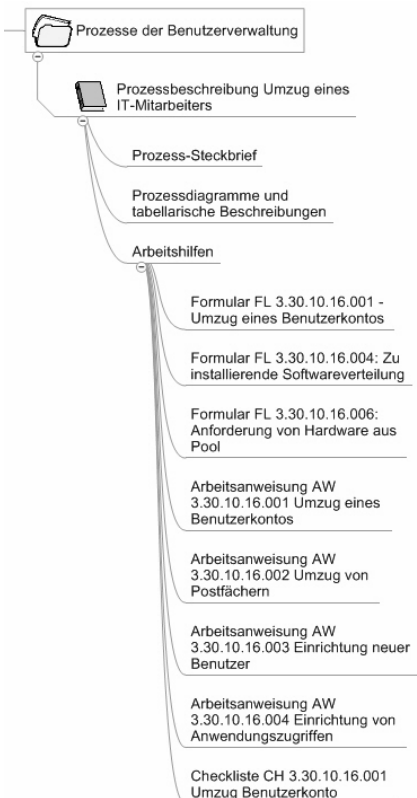 Prozesse der Benutzerverwaltung
Prozessbeschreibung Umzug eines
IT-Mitarbeiters
Prozess-Steckbrief
Prozessdiagramme und
tabellarische Beschreibungen
Arbeitshilfen
Formular FL 3.30.10.16.001 -
Umzug eines Benutzerkontos
Formular FL 3.30.10.16.004: Zu
installierende Softwareverteilung
Formular FL 3.30.10.16.006:
Anforderung von Hardware aus
Pool
Arbeitsanweisung AW
3.30.10.16.001 Umzug eines
Benutzerkontos
Arbeitsanweisung AW
3.30.10.16.002 Umzug von
Postfächern
Arbeitsanweisung AW
3.30.10.16.003 Einrichtung neuer
Benutzer
Arbeitsanweisung AW
3.30.10.16.004 Einrichtung von
Anwendungszugriffen
Checkliste CH 3.30.10.16.001
Umzug Benutzerkonto